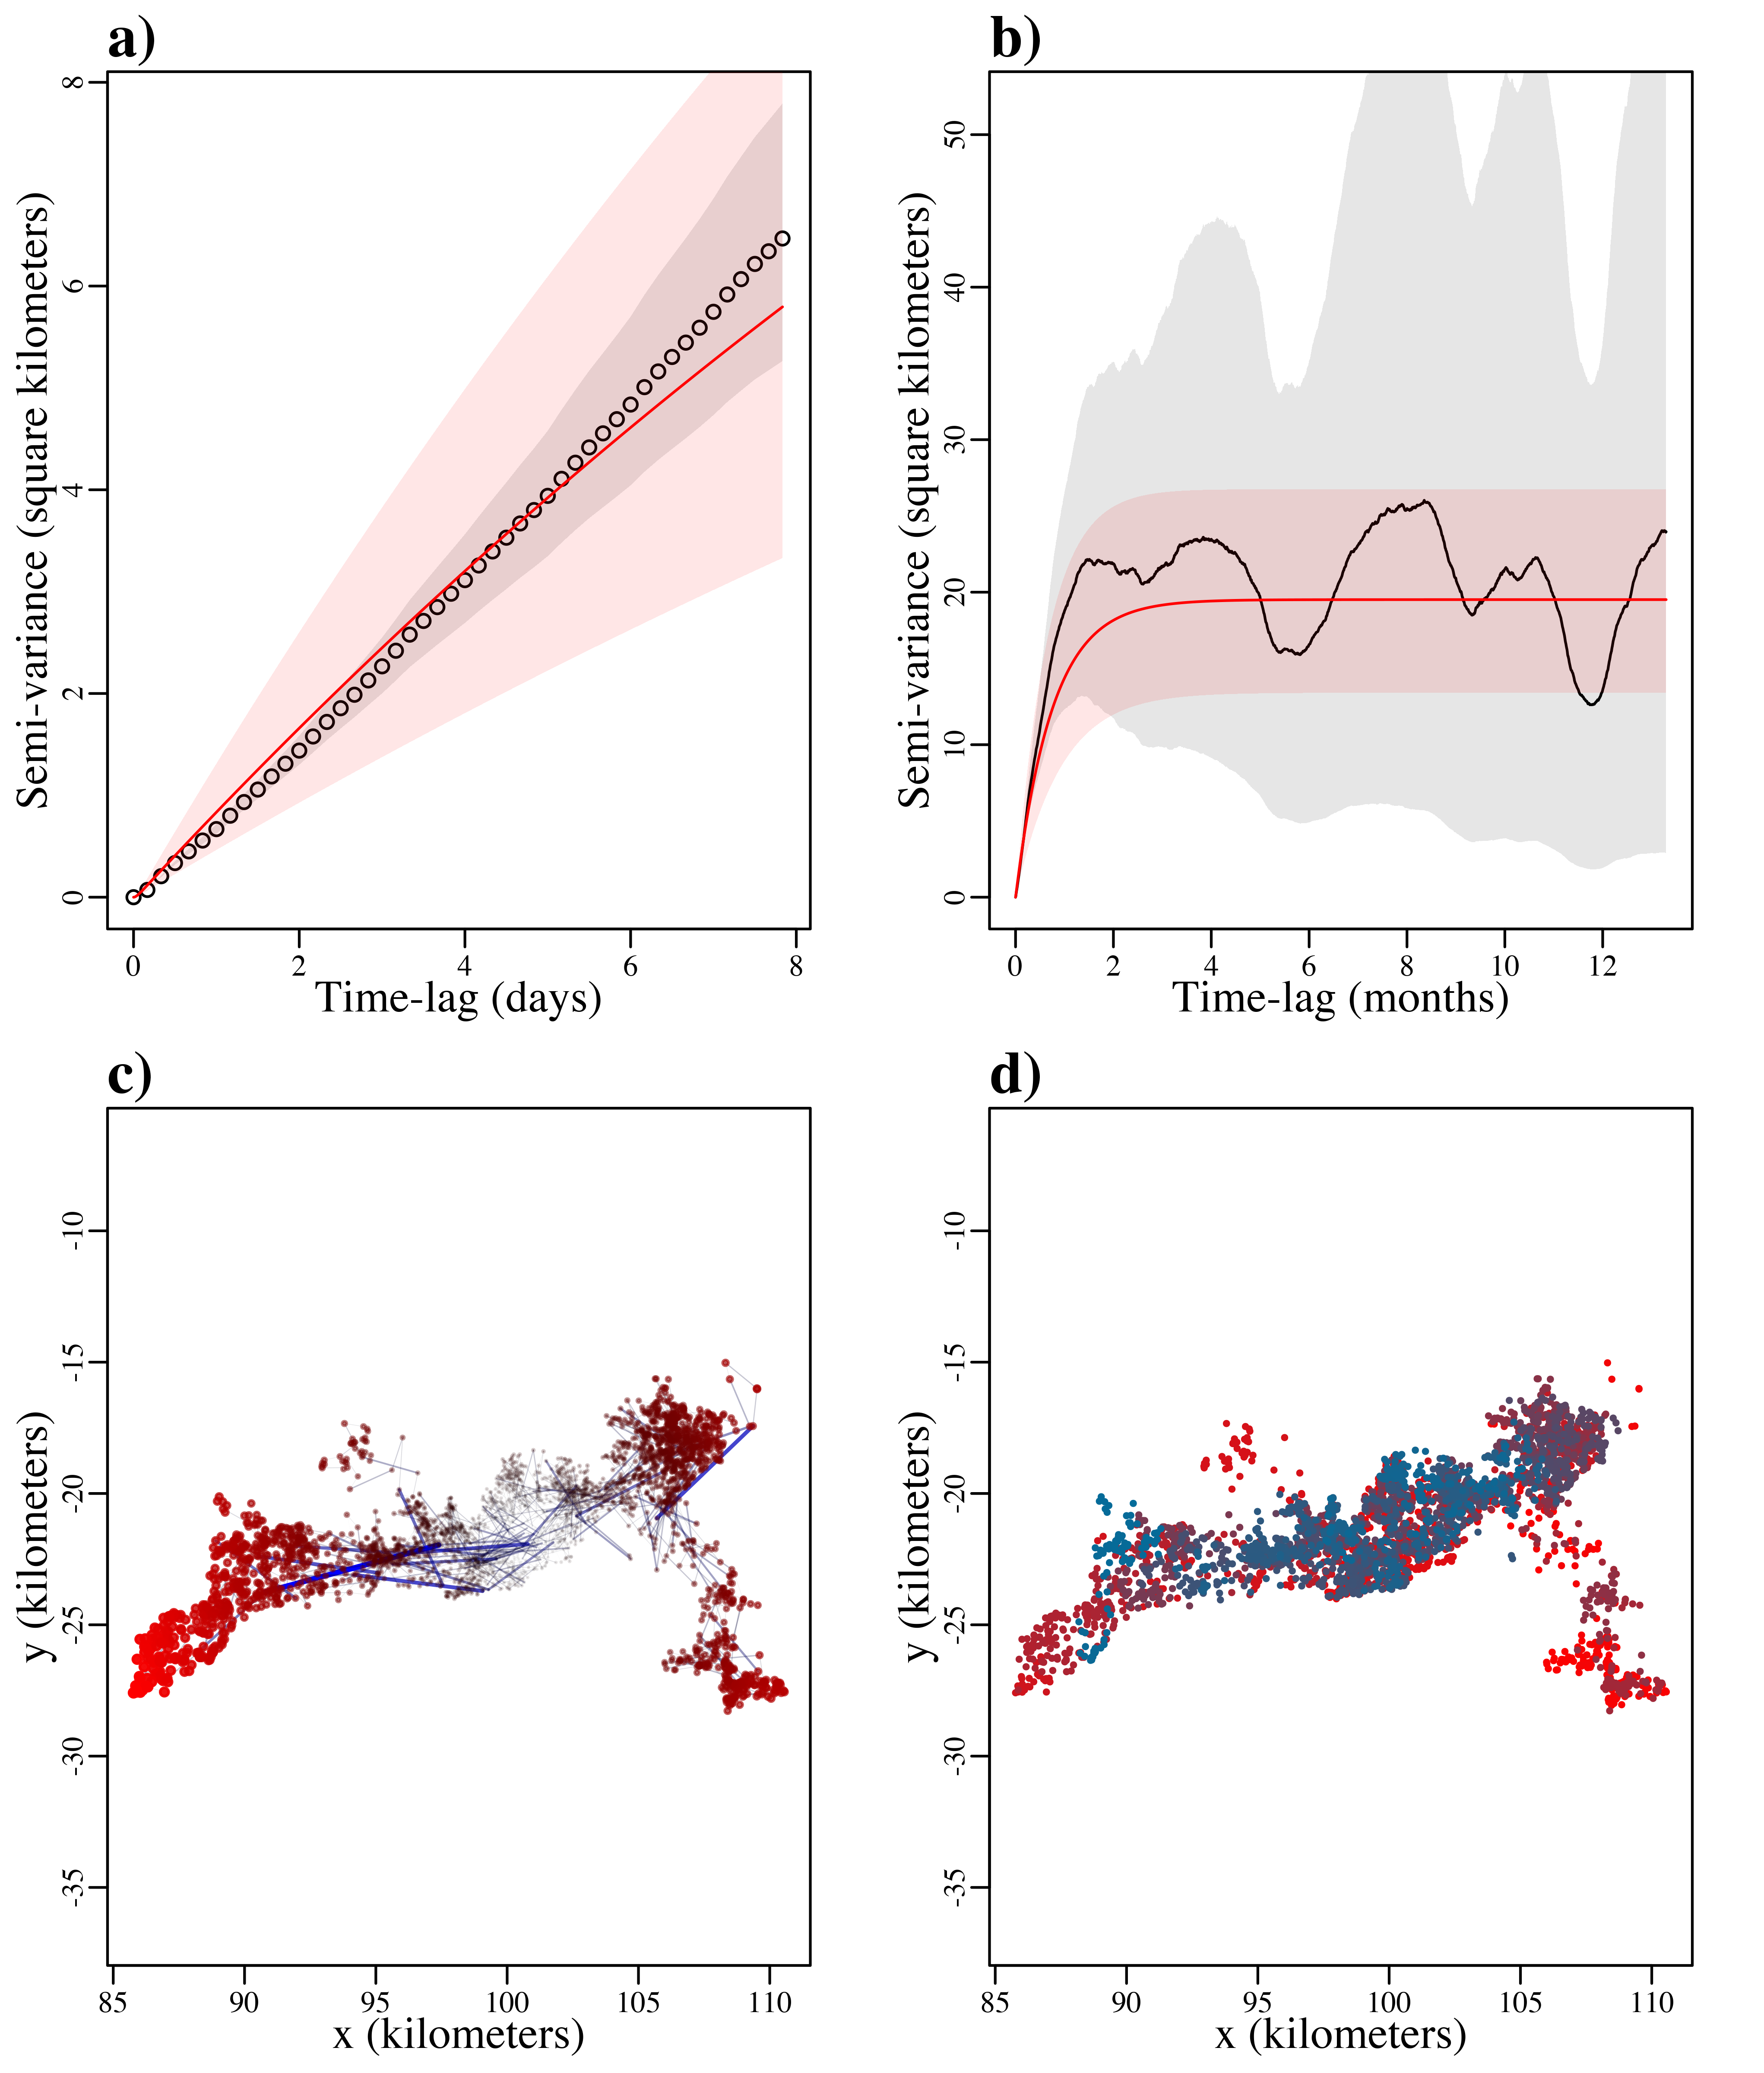 a)
Semi-variance (square kilometers)
0 2 4 6 8
0 2 4 6 8
Time-lag (days)
b)
Semi-variance (square kilometers)
0 10 20 30 40 50
0 2 4 6 8 10 12
Time-lag (months)
c)
y (kilometers)
-35 -30 -25 -20 -15 -10
85 90 95 100 105 110
x (kilometers)
d)
y (kilometers)
-35 -30 -25 -20 -15 -10
85 90 95 100 105 110
x (kilometers)